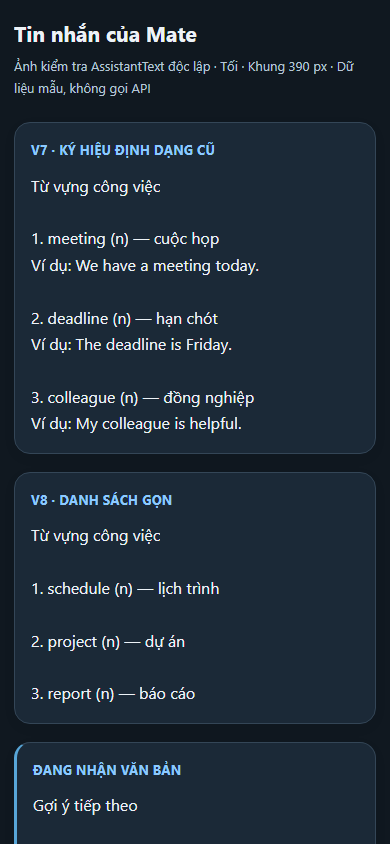 Tin nhắn của Mate
Ảnh kiểm tra AssistantText độc lập · Tối · Khung 390 px · Dữ
liệu mẫu, không gọi API
V7 · KÝ HIỆU ĐỊNH DẠNG CŨ
Từ vựng công việc
1. meeting (n) — cuộc họp
Ví dụ: We have a meeting today.
2. deadline (n) — hạn chót
Ví dụ: The deadline is Friday.
3. colleague (n) — đồng nghiệp
Ví dụ: My colleague is helpful.
V8 · DANH SÁCH GỌN
Từ vựng công việc
1. schedule (n) — lịch trình
2. project (n) — dự án
3. report (n) — báo cáo
ĐANG NHẬN VĂN BẢN
Gợi ý tiếp theo